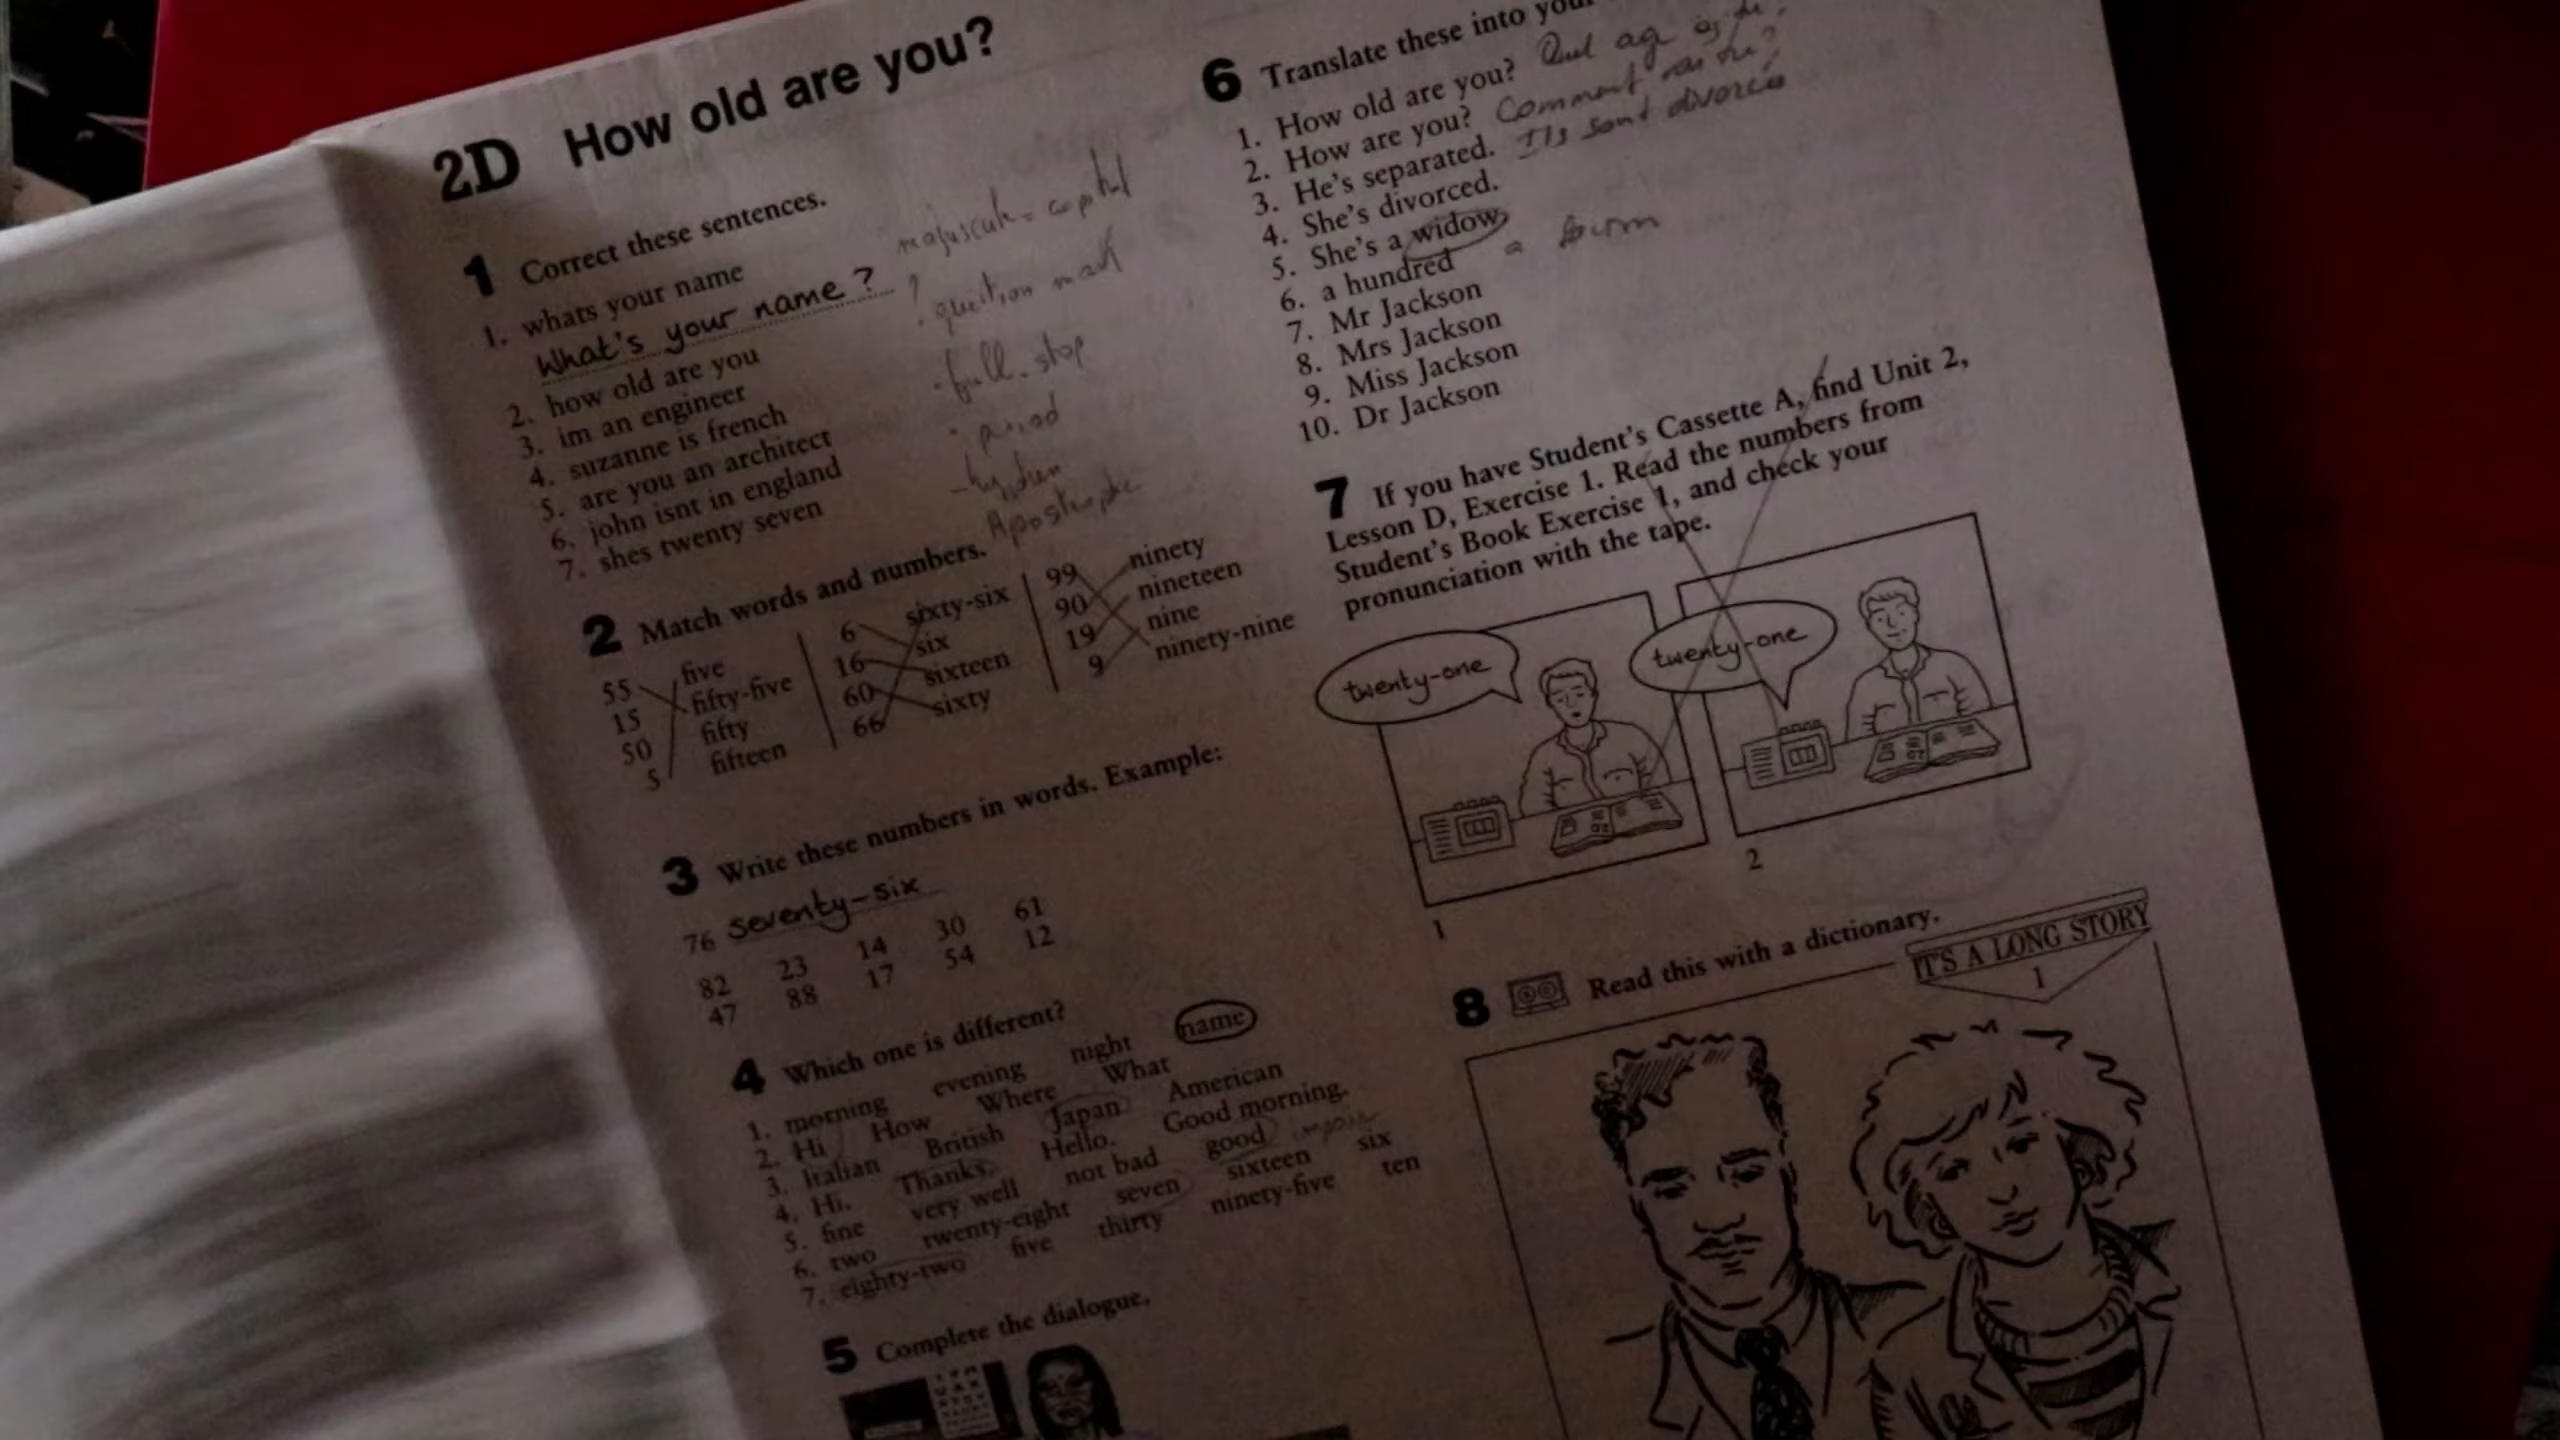 2D How old are you?
1 Correct these sentences.
1. whats your name
What's your name?
2. how old are you
3. im an engineer
4. suzanne is french
5. are you an architect
6. john isnt in england
7. shes twenty seven
majuscule = capital
? question mark
. full-stop
Apostrophe
2 Match words and numbers.
55 five
15 fifty-five
50 fifty
5 fifteen
6 sixty-six
16 six
60 sixteen
66 sixty
99 ninety
90 nineteen
19 nine
9 ninety-nine
3 Write these numbers in words. Example:
76 seventy-six
82 23 14 30 61
47 88 17 54 12
4 Which one is different?
1. morning evening night name
2. Hi How Where What
3. Italian British Japan American
4. Hi. Thanks. Hello. Good morning.
5. fine very well not bad good
6. two twenty-eight seven sixteen six
7. eighty-two five thirty ninety-five ten
5 Complete the dialogue.
6 Translate these into your
1. How old are you?
2. How are you? Comment vas tu?
3. He's separated. Ils sont divorcés
4. She's divorced.
5. She's a widow
6. a hundred
7. Mr Jackson
8. Mrs Jackson
9. Miss Jackson
10. Dr Jackson
7 If you have Student's Cassette A, find Unit 2,
Lesson D, Exercise 1. Read the numbers from
Student's Book Exercise 1, and check your
pronunciation with the tape.
twenty-one
twenty-one
1
2
8 Read this with a dictionary.
IT'S A LONG STORY
1